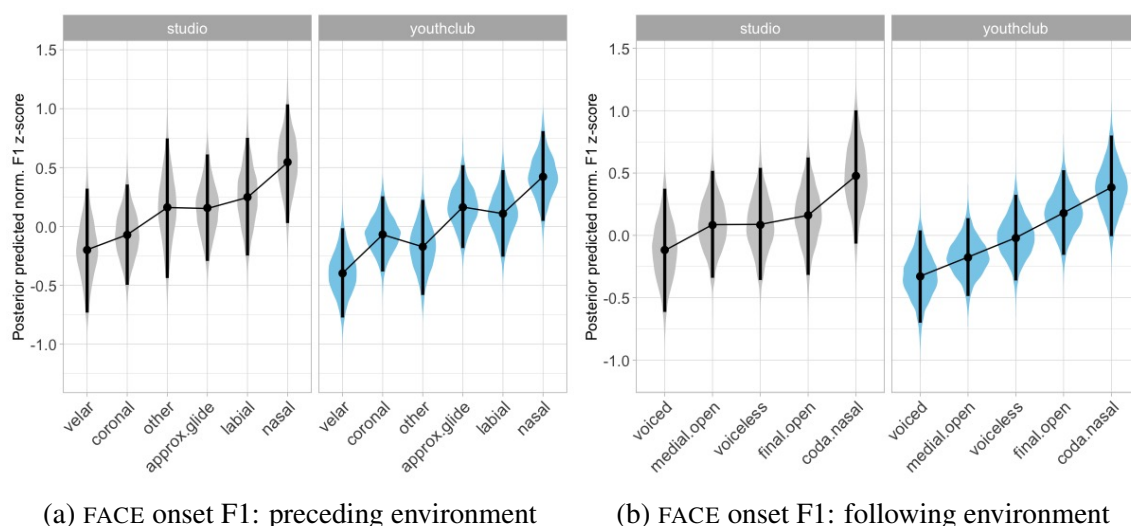 studio
youthclub
Posterior predicted norm. F1 z-score
1.5
1.0
0.5
0.0
-0.5
-1.0
velar
coronal
other
approx.glide
labial
nasal
velar
coronal
other
approx.glide
labial
nasal
(a) FACE onset F1: preceding environment
studio
youthclub
Posterior predicted norm. F1 z-score
1.5
1.0
0.5
0.0
-0.5
-1.0
voiced
medial.open
voiceless
final.open
coda.nasal
voiced
medial.open
voiceless
final.open
coda.nasal
(b) FACE onset F1: following environment